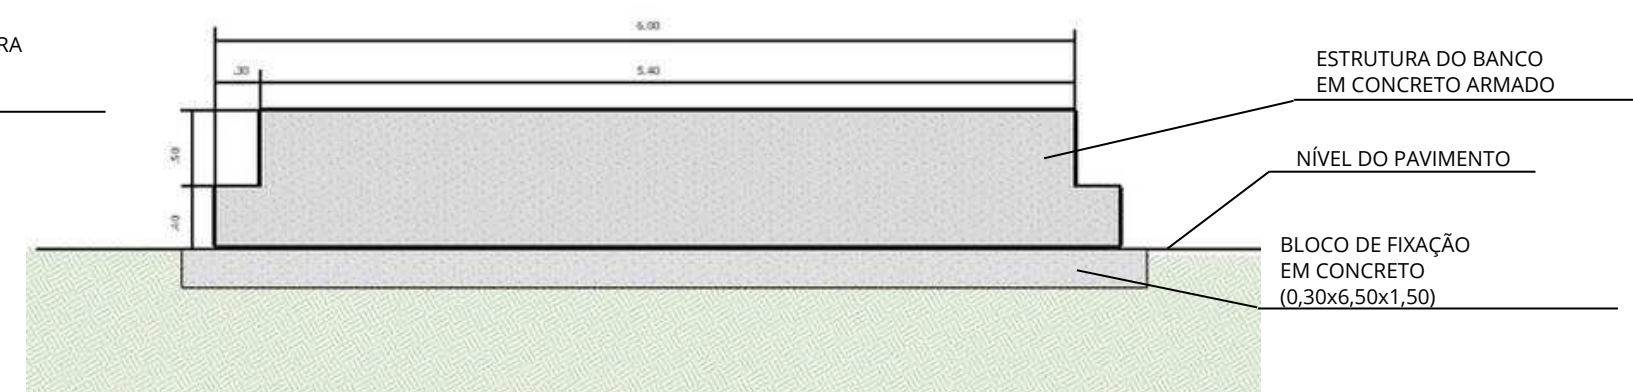 RA
6.00
.30
5.40
.50
.40
ESTRUTURA DO BANCO
EM CONCRETO ARMADO
NÍVEL DO PAVIMENTO
BLOCO DE FIXAÇÃO
EM CONCRETO
(0,30x6,50x1,50)